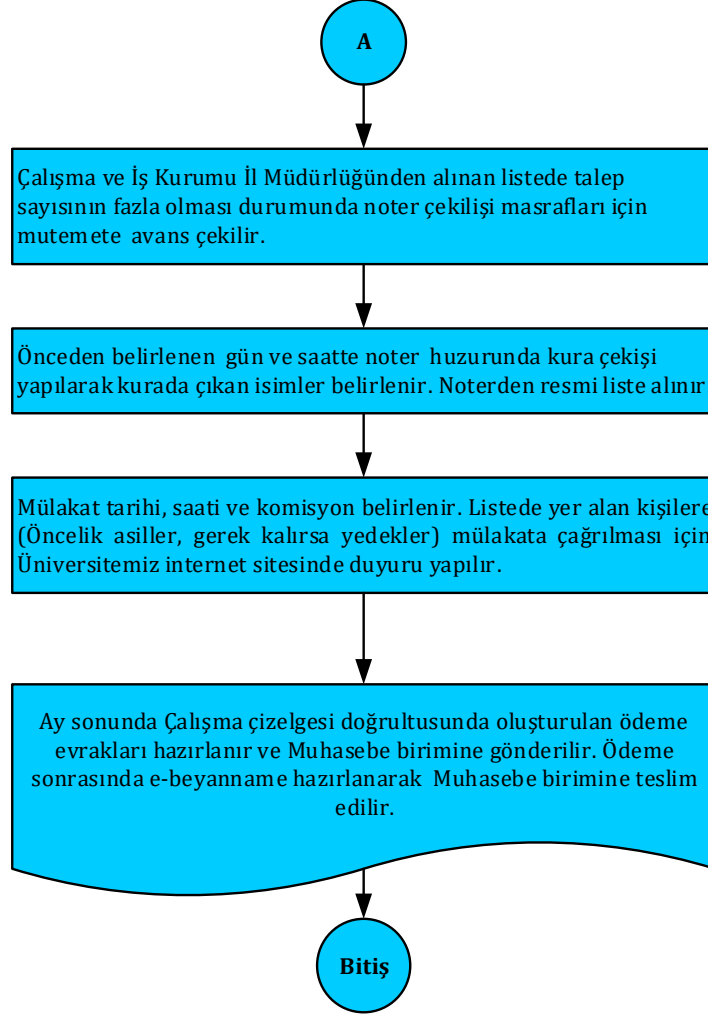 A
Çalışma ve İş Kurumu İl Müdürlüğünden alınan listede talep
sayısının fazla olması durumunda noter çekilişi masrafları için
mutemete avans çekilir.
Önceden belirlenen gün ve saatte noter huzurunda kura çekişi
yapılarak kurada çıkan isimler belirlenir. Noterden resmi liste alınır
Mülakat tarihi, saati ve komisyon belirlenir. Listede yer alan kişilere
(Öncelik asiller, gerek kalırsa yedekler) mülakata çağrılması için
Üniversitemiz internet sitesinde duyuru yapılır.
Ay sonunda Çalışma çizelgesi doğrultusunda oluşturulan ödeme
evrakları hazırlanır ve Muhasebe birimine gönderilir. Ödeme
sonrasında e-beyanname hazırlanarak Muhasebe birimine teslim
edilir.
Bitiş